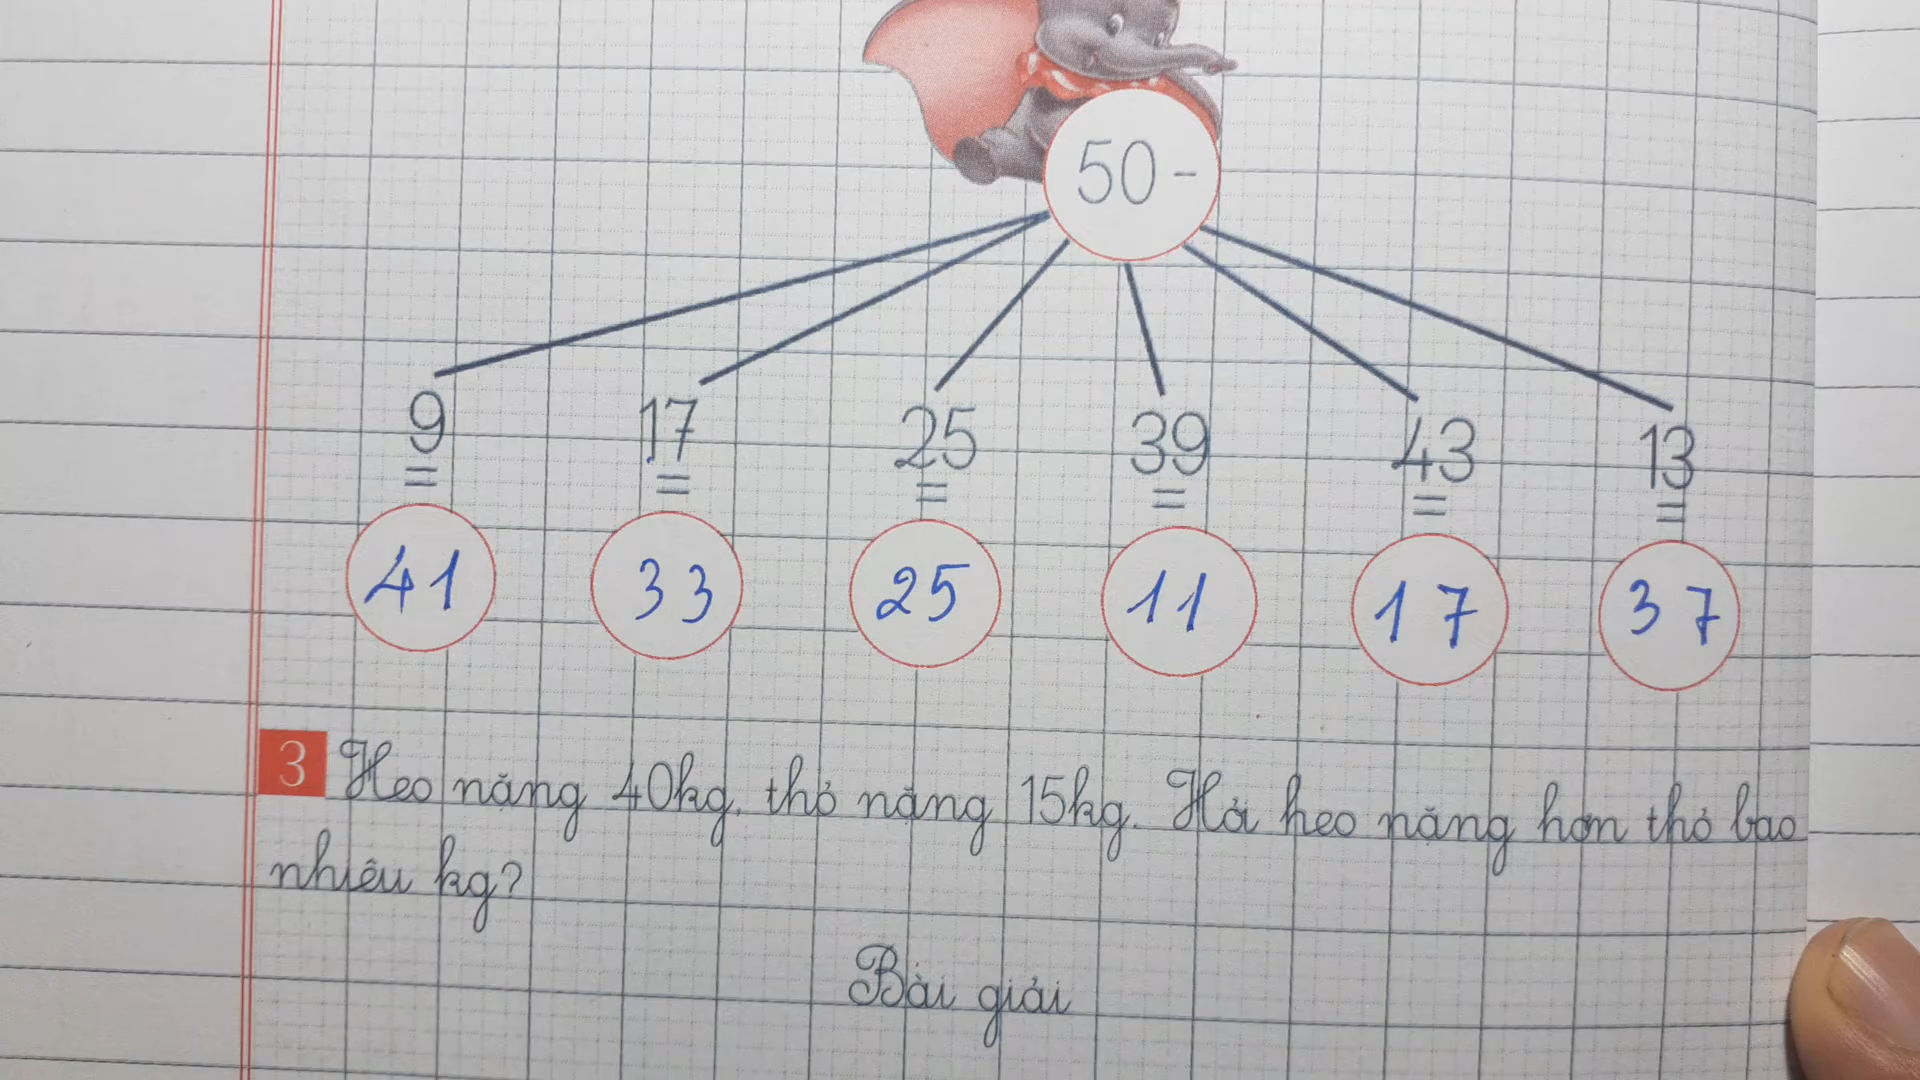 50 -
9 17 25 39 43 13
= = = = = =
41 33 25 11 17 37
3 Heo nặng 40kg, thỏ nặng 15kg. Hỏi heo nặng hơn thỏ bao
nhiêu kg?
Bài giải